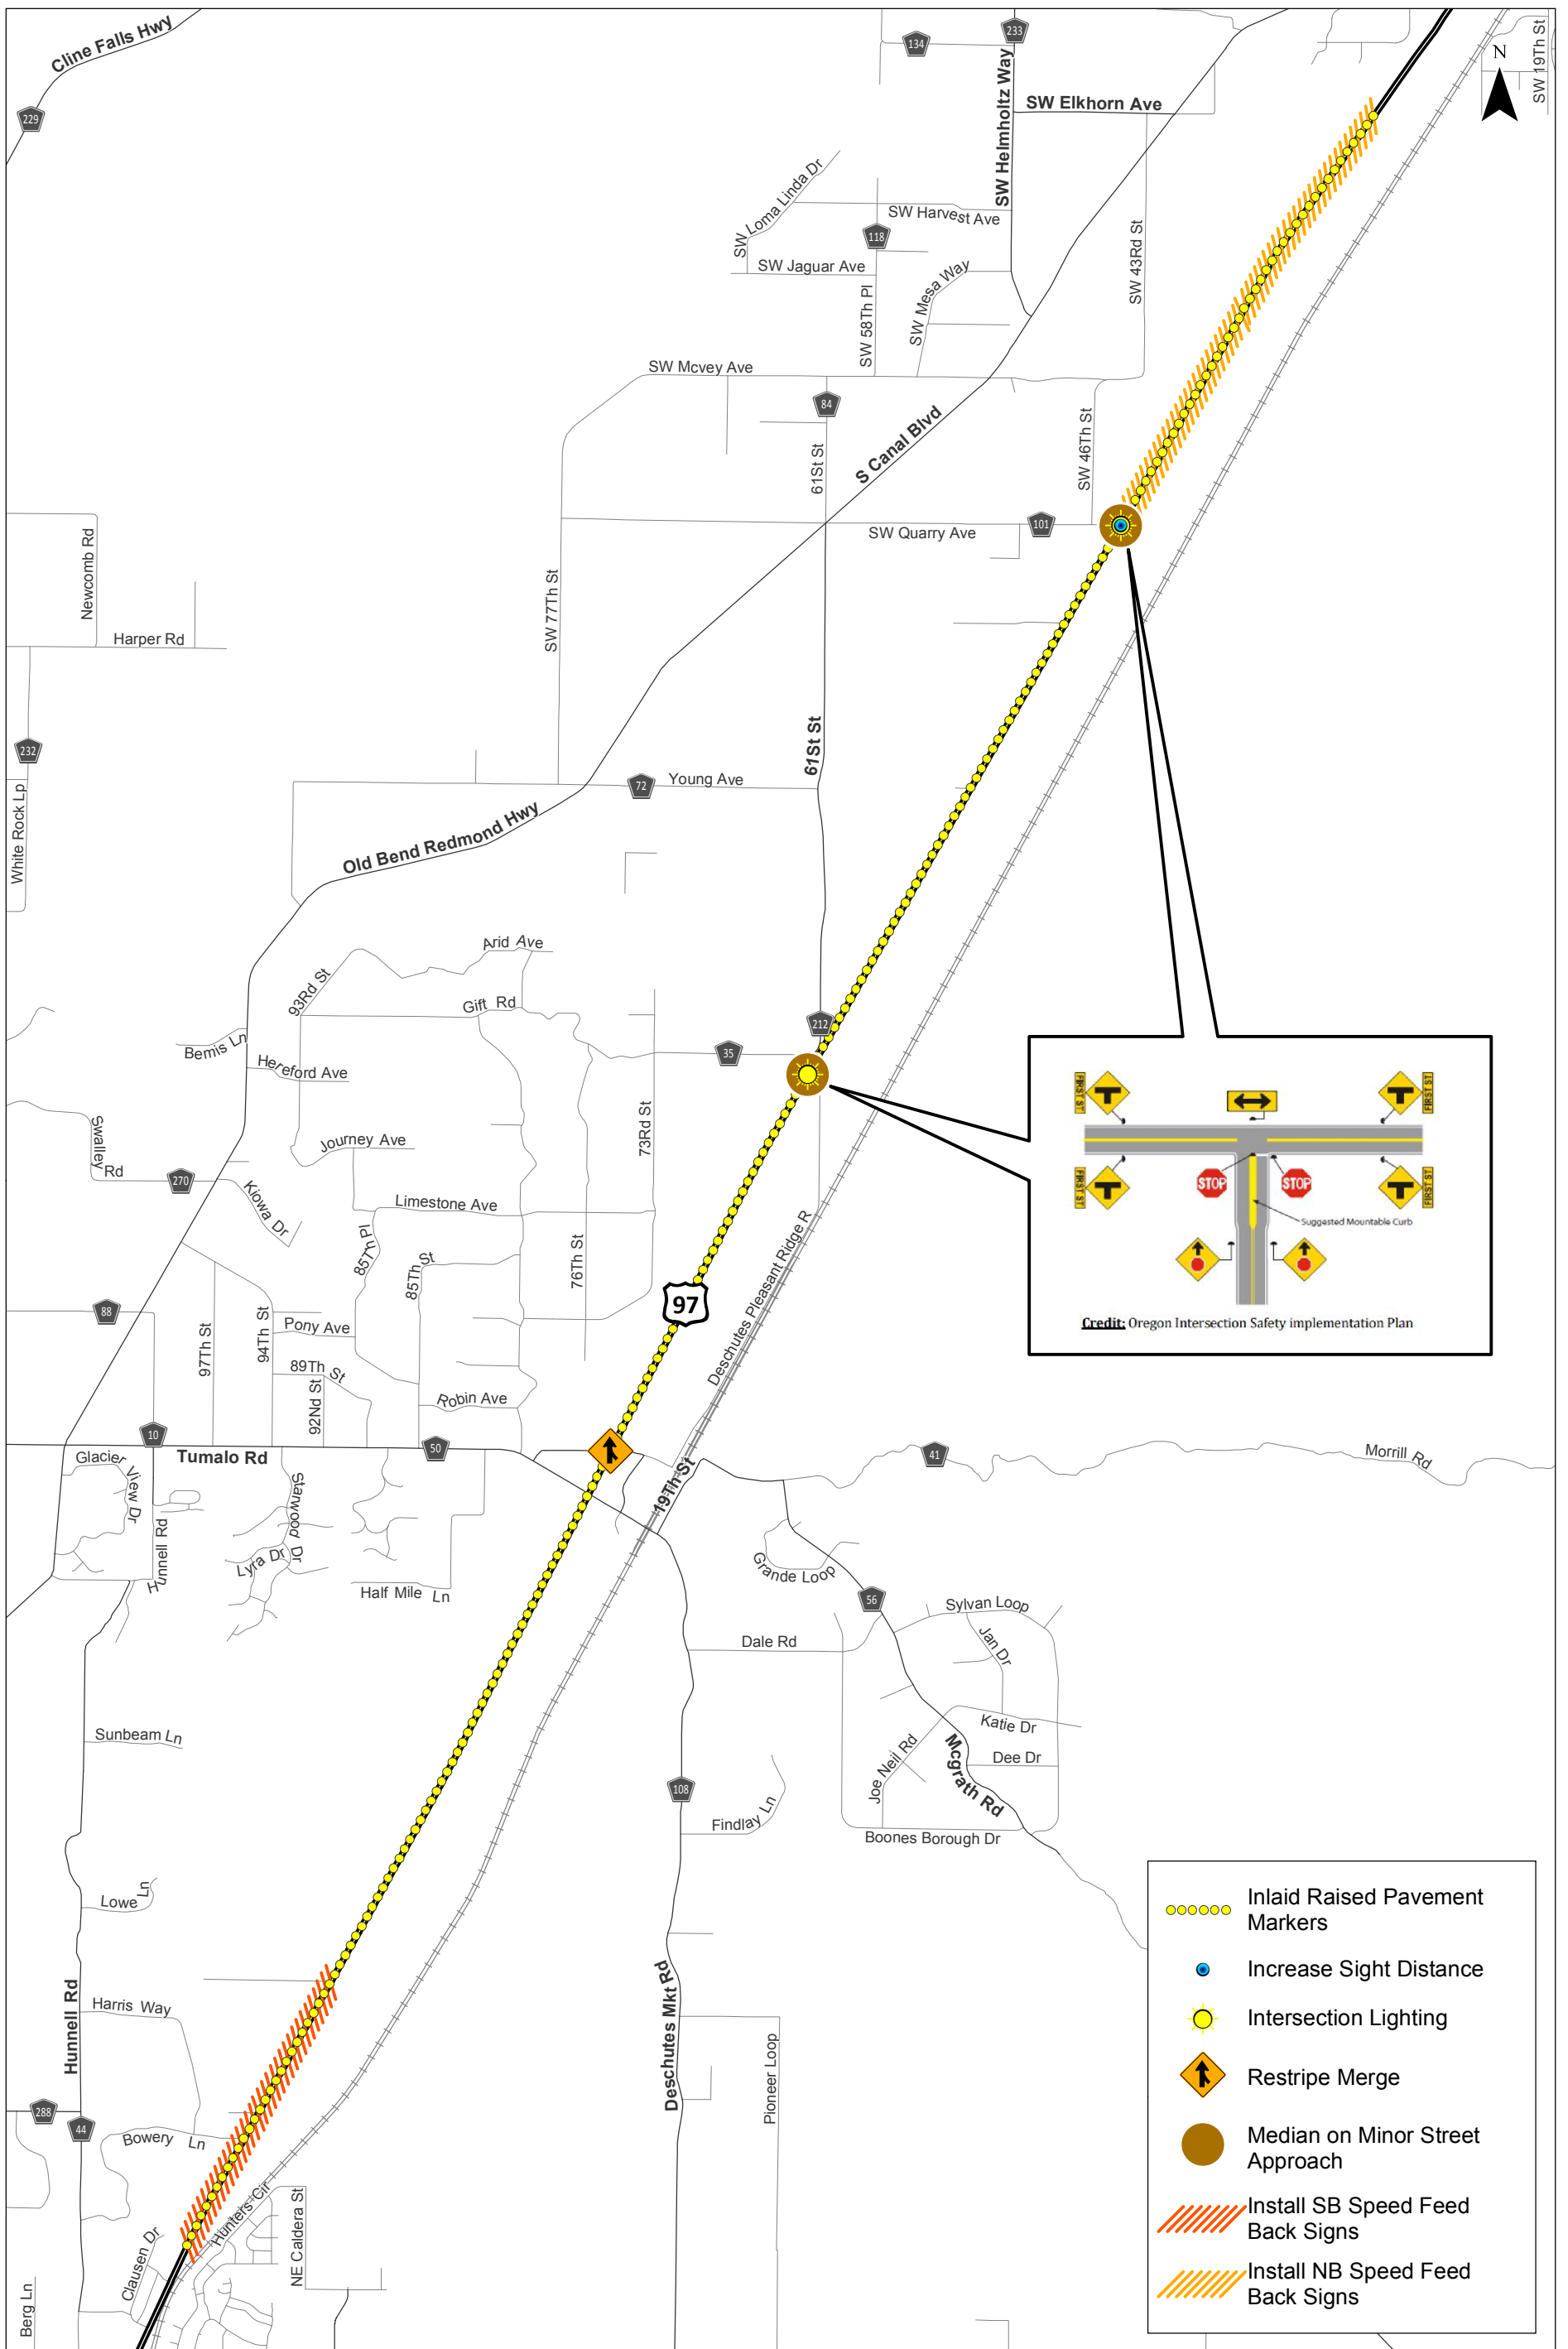 Cline Falls Hwy
229
134
233
SW Helmholtz Way
SW Elkhorn Ave
N
SW 19Th St
SW Loma Linda Dr
SW Harvest Ave
118
SW Jaguar Ave
SW 58Th Pl
SW Mesa Way
SW 43Rd St
SW Mcvey Ave
84
61St St
S Canal Blvd
SW 46Th St
101
SW Quarry Ave
Newcomb Rd
Harper Rd
SW 77Th St
232
White Rock Lp
72
Young Ave
61St St
Old Bend Redmond Hwy
Arid Ave
93Rd St
Gift Rd
212
35
Bemis Ln
Hereford Ave
Swalley Rd
270
Kiowa Dr
Journey Ave
73Rd St
Limestone Ave
85Th Pl
85Th St
76Th St
97
Deschutes Pleasant Ridge R
FIRST ST
FIRST ST
FIRST ST
FIRST ST
STOP
STOP
Suggested Mountable Curb
Credit: Oregon Intersection Safety implementation Plan
88
97Th St
94Th St
Pony Ave
89Th St
92Nd St
Robin Ave
10
Tumalo Rd
50
19Th St
41
Morrill Rd
Glacier View Dr
Hunnell Rd
Starwood Dr
Lyra Dr
Half Mile Ln
Grande Loop
56
Sylvan Loop
Dale Rd
Jan Dr
Katie Dr
Joe Neil Rd
Mcgrath Rd
Dee Dr
Boones Borough Dr
Sunbeam Ln
108
Findlay Ln
Lowe Ln
Hunnell Rd
Harris Way
Deschutes Mkt Rd
Pioneer Loop
288
44
Bowery Ln
Hunters Cir
Clausen Dr
NE Caldera St
Berg Ln
Inlaid Raised Pavement
Markers
Increase Sight Distance
Intersection Lighting
Restripe Merge
Median on Minor Street
Approach
Install SB Speed Feed
Back Signs
Install NB Speed Feed
Back Signs